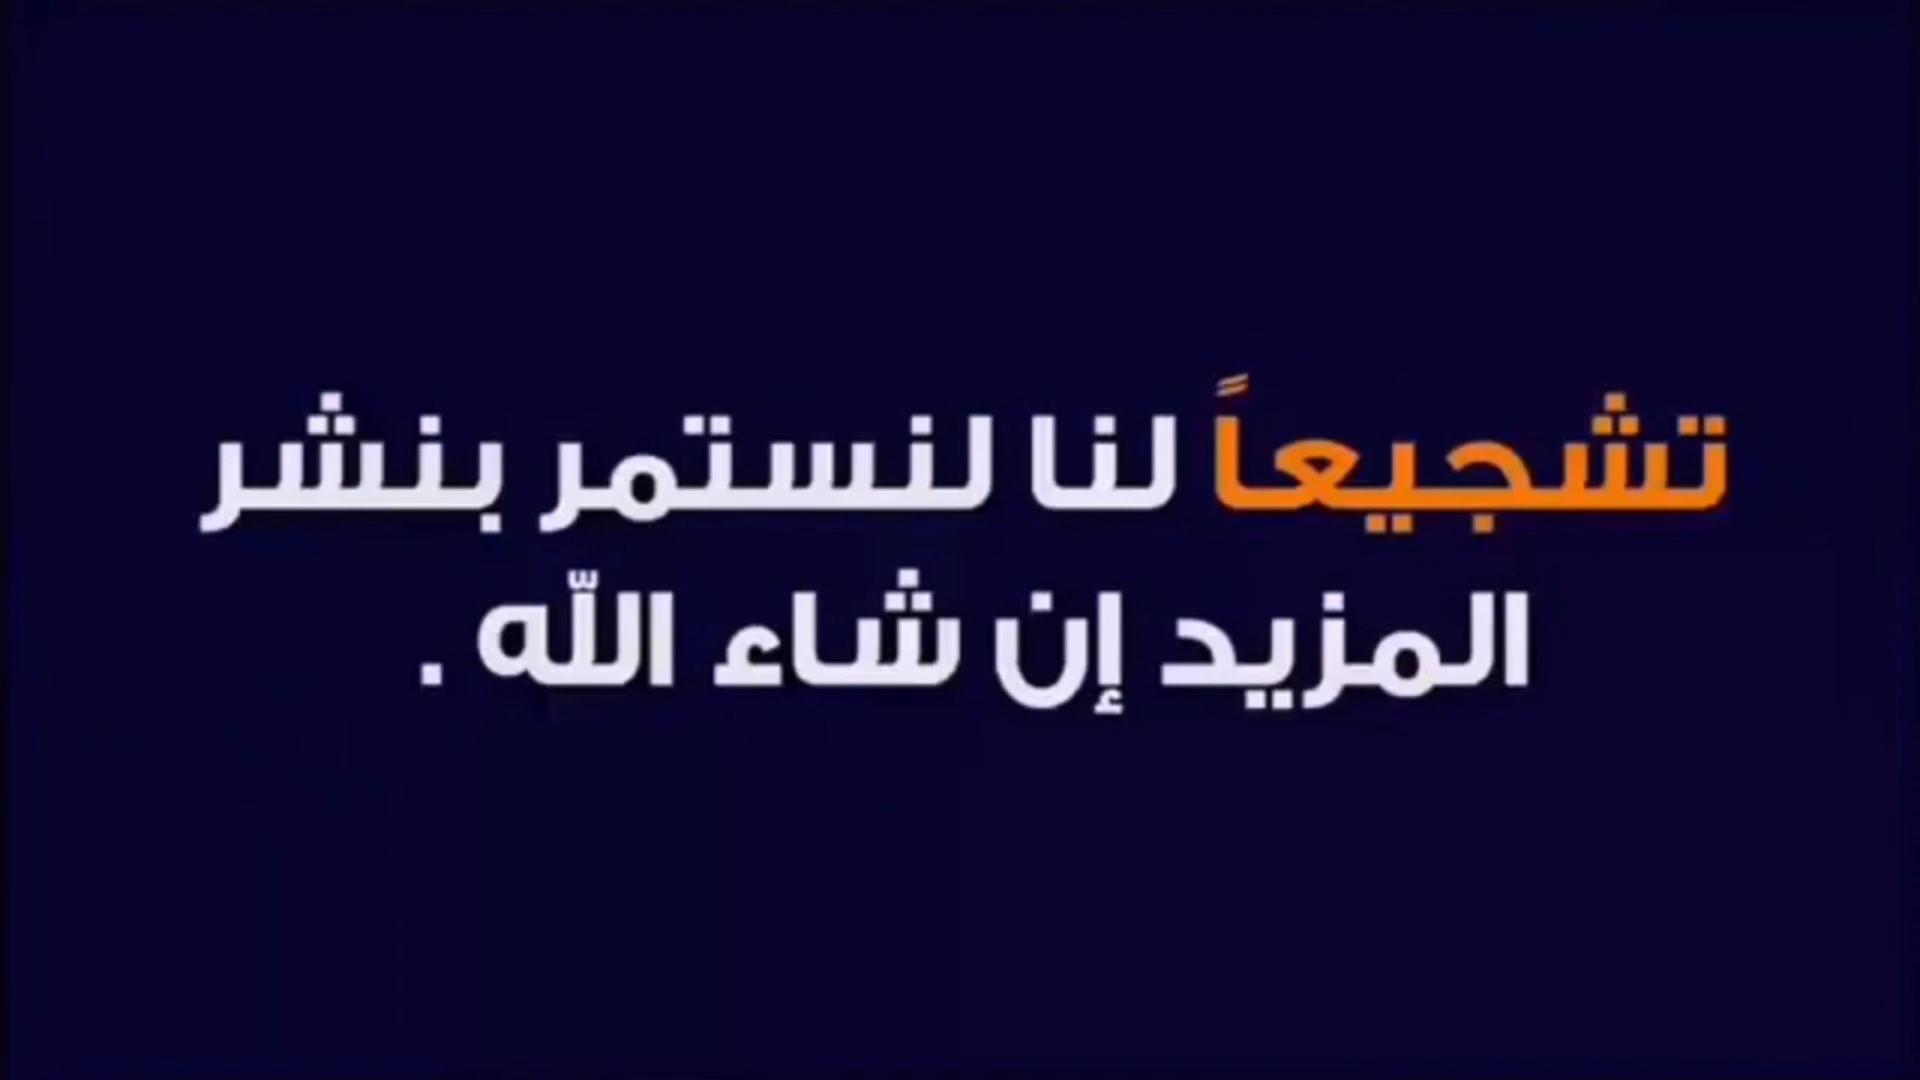 تشجيعاً لنا لنستمر بنشر
المزيد إن شاء اللّه .